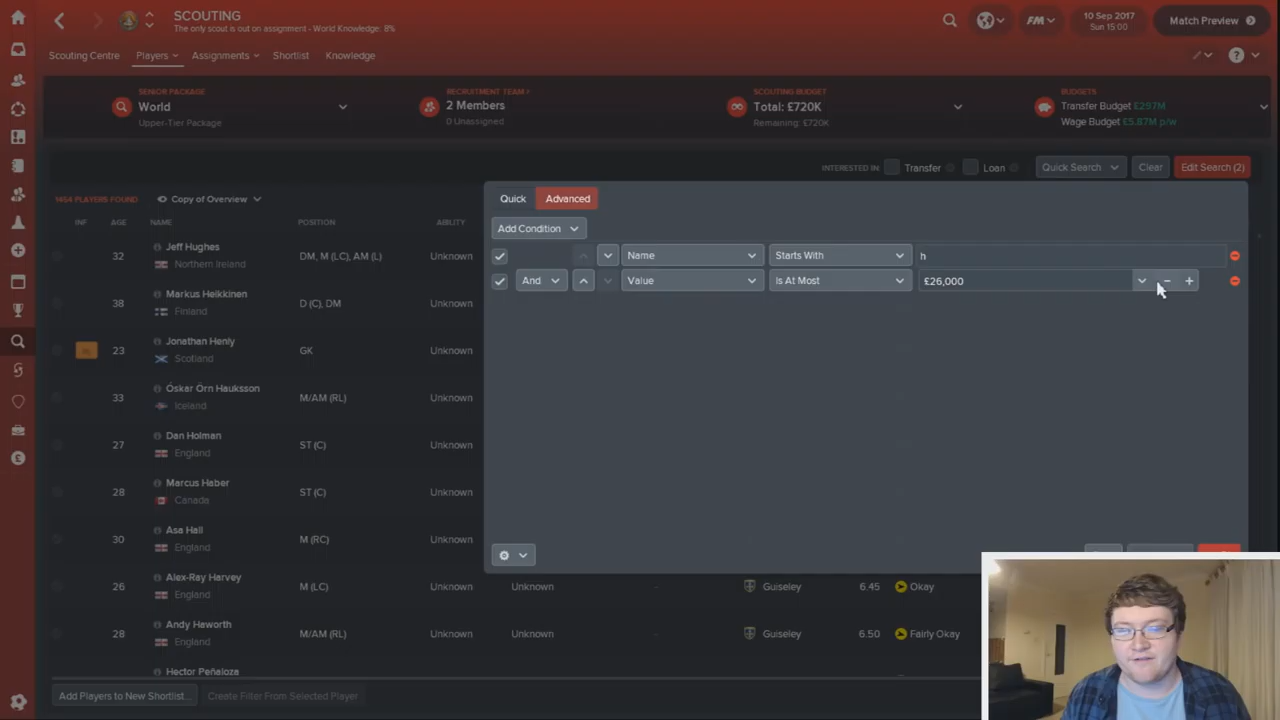 SCOUTING
The only scout is out on assignment - World Knowledge: 8%
FM
10 Sep 2017
Sun 15:00
Match Preview
Scouting Centre
Players
Assignments
Shortlist
Knowledge
SENIOR PACKAGE
World
Upper-Tier Package
RECRUITMENT TEAM
2 Members
0 Unassigned
SCOUTING BUDGET
Total: £720K
Remaining: £720K
BUDGETS
Transfer Budget £297M
Wage Budget £5.87M p/w
INTERESTED IN
Transfer
Loan
Quick Search
Clear
Edit Search (2)
1454 PLAYERS FOUND
Copy of Overview
INF AGE NAME POSITION ABILITY
32 Jeff Hughes DM, M (LC), AM (L) Unknown
Northern Ireland
38 Markus Heikkinen D (C), DM Unknown
Finland
23 Jonathan Henly GK Unknown
Scotland
33 Óskar Örn Hauksson M/AM (RL) Unknown
Iceland
27 Dan Holman ST (C) Unknown
England
28 Marcus Haber ST (C) Unknown
Canada
30 Asa Hall M (RC) Unknown
England
26 Alex-Ray Harvey M (LC) Unknown Unknown - Guiseley 6.45 Okay
England
28 Andy Haworth M/AM (RL) Unknown Unknown - Guiseley 6.50 Fairly Okay
England
Hector Peñaloza
Quick
Advanced
Add Condition
Name Starts With h
And Value Is At Most £26,000
Add Players to New Shortlist...
Create Filter From Selected Player